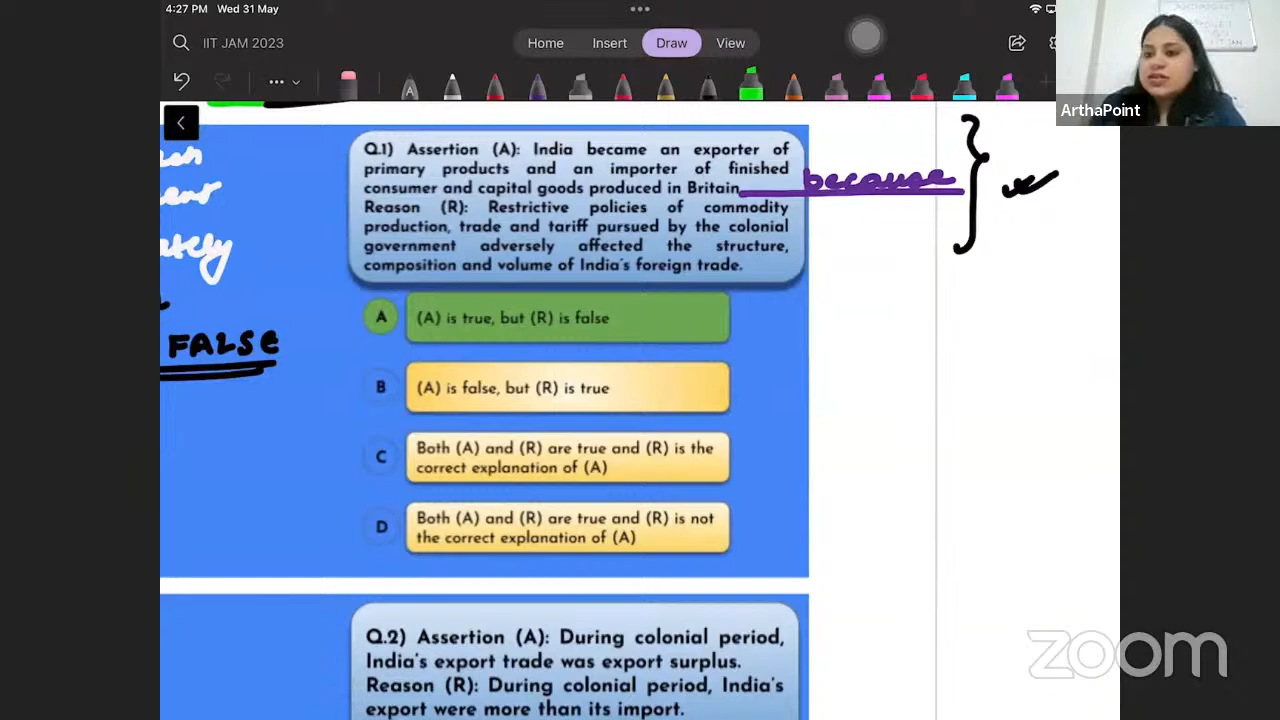 4:27 PM Wed 31 May
IIT JAM 2023
Home Insert Draw View
ArthaPoint
Q.1) Assertion (A): India became an exporter of
primary products and an importer of finished
consumer and capital goods produced in Britain
because
Reason (R): Restrictive policies of commodity
production, trade and tariff pursued by the colonial
government adversely affected the structure,
composition and volume of India's foreign trade.
FALSE
A (A) is true, but (R) is false
B (A) is false, but (R) is true
C Both (A) and (R) are true and (R) is the
correct explanation of (A)
D Both (A) and (R) are true and (R) is not
the correct explanation of (A)
Q.2) Assertion (A): During colonial period,
India's export trade was export surplus.
Reason (R): During colonial period, India's
export were more than its import.
zoom